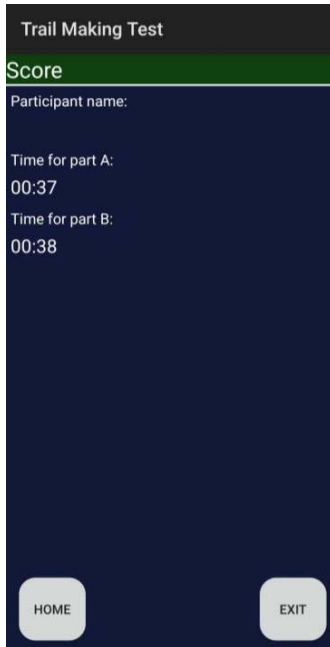 Trail Making Test
Score
Participant name:
Time for part A:
00:37
Time for part B:
00:38
HOME
EXIT